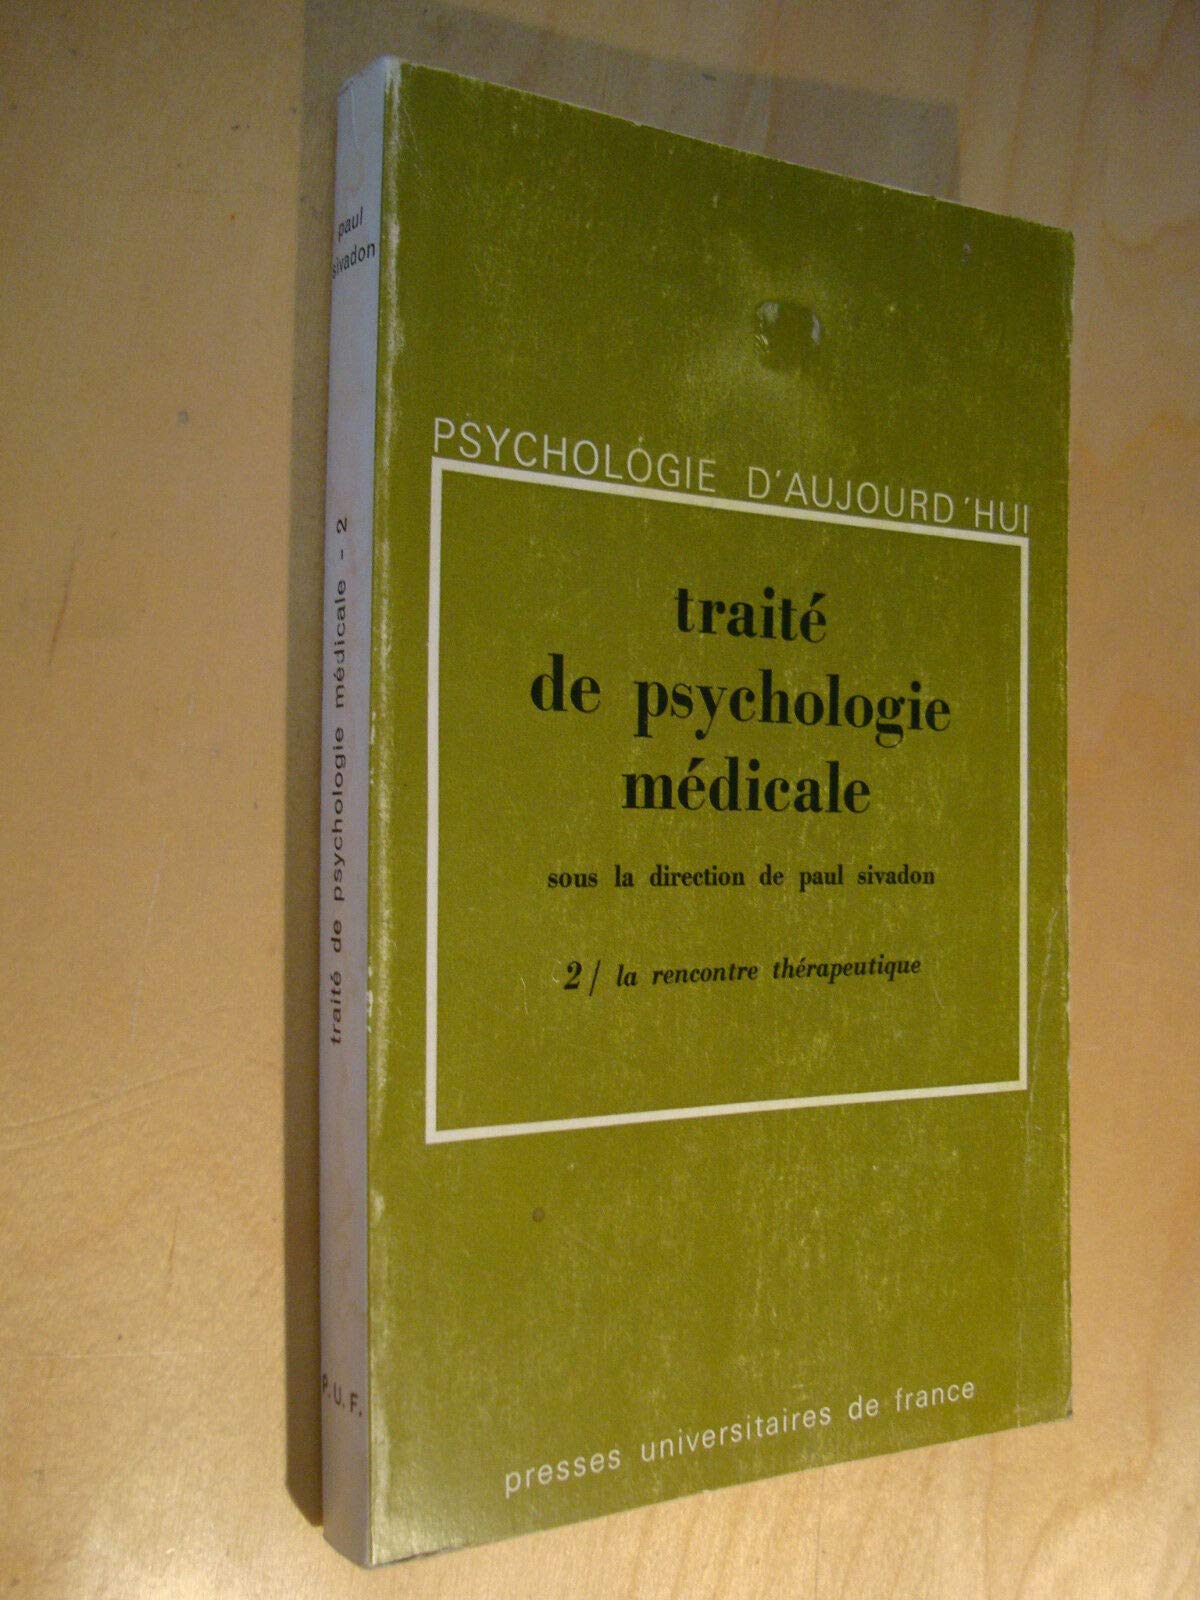 paul
sivadon
traité de psychologie médicale - 2
P.U.F.
PSYCHOLOGIE D'AUJOURD'HUI
traité
de psychologie
médicale
sous la direction de paul sivadon
2/ la rencontre thérapeutique
presses universitaires de france